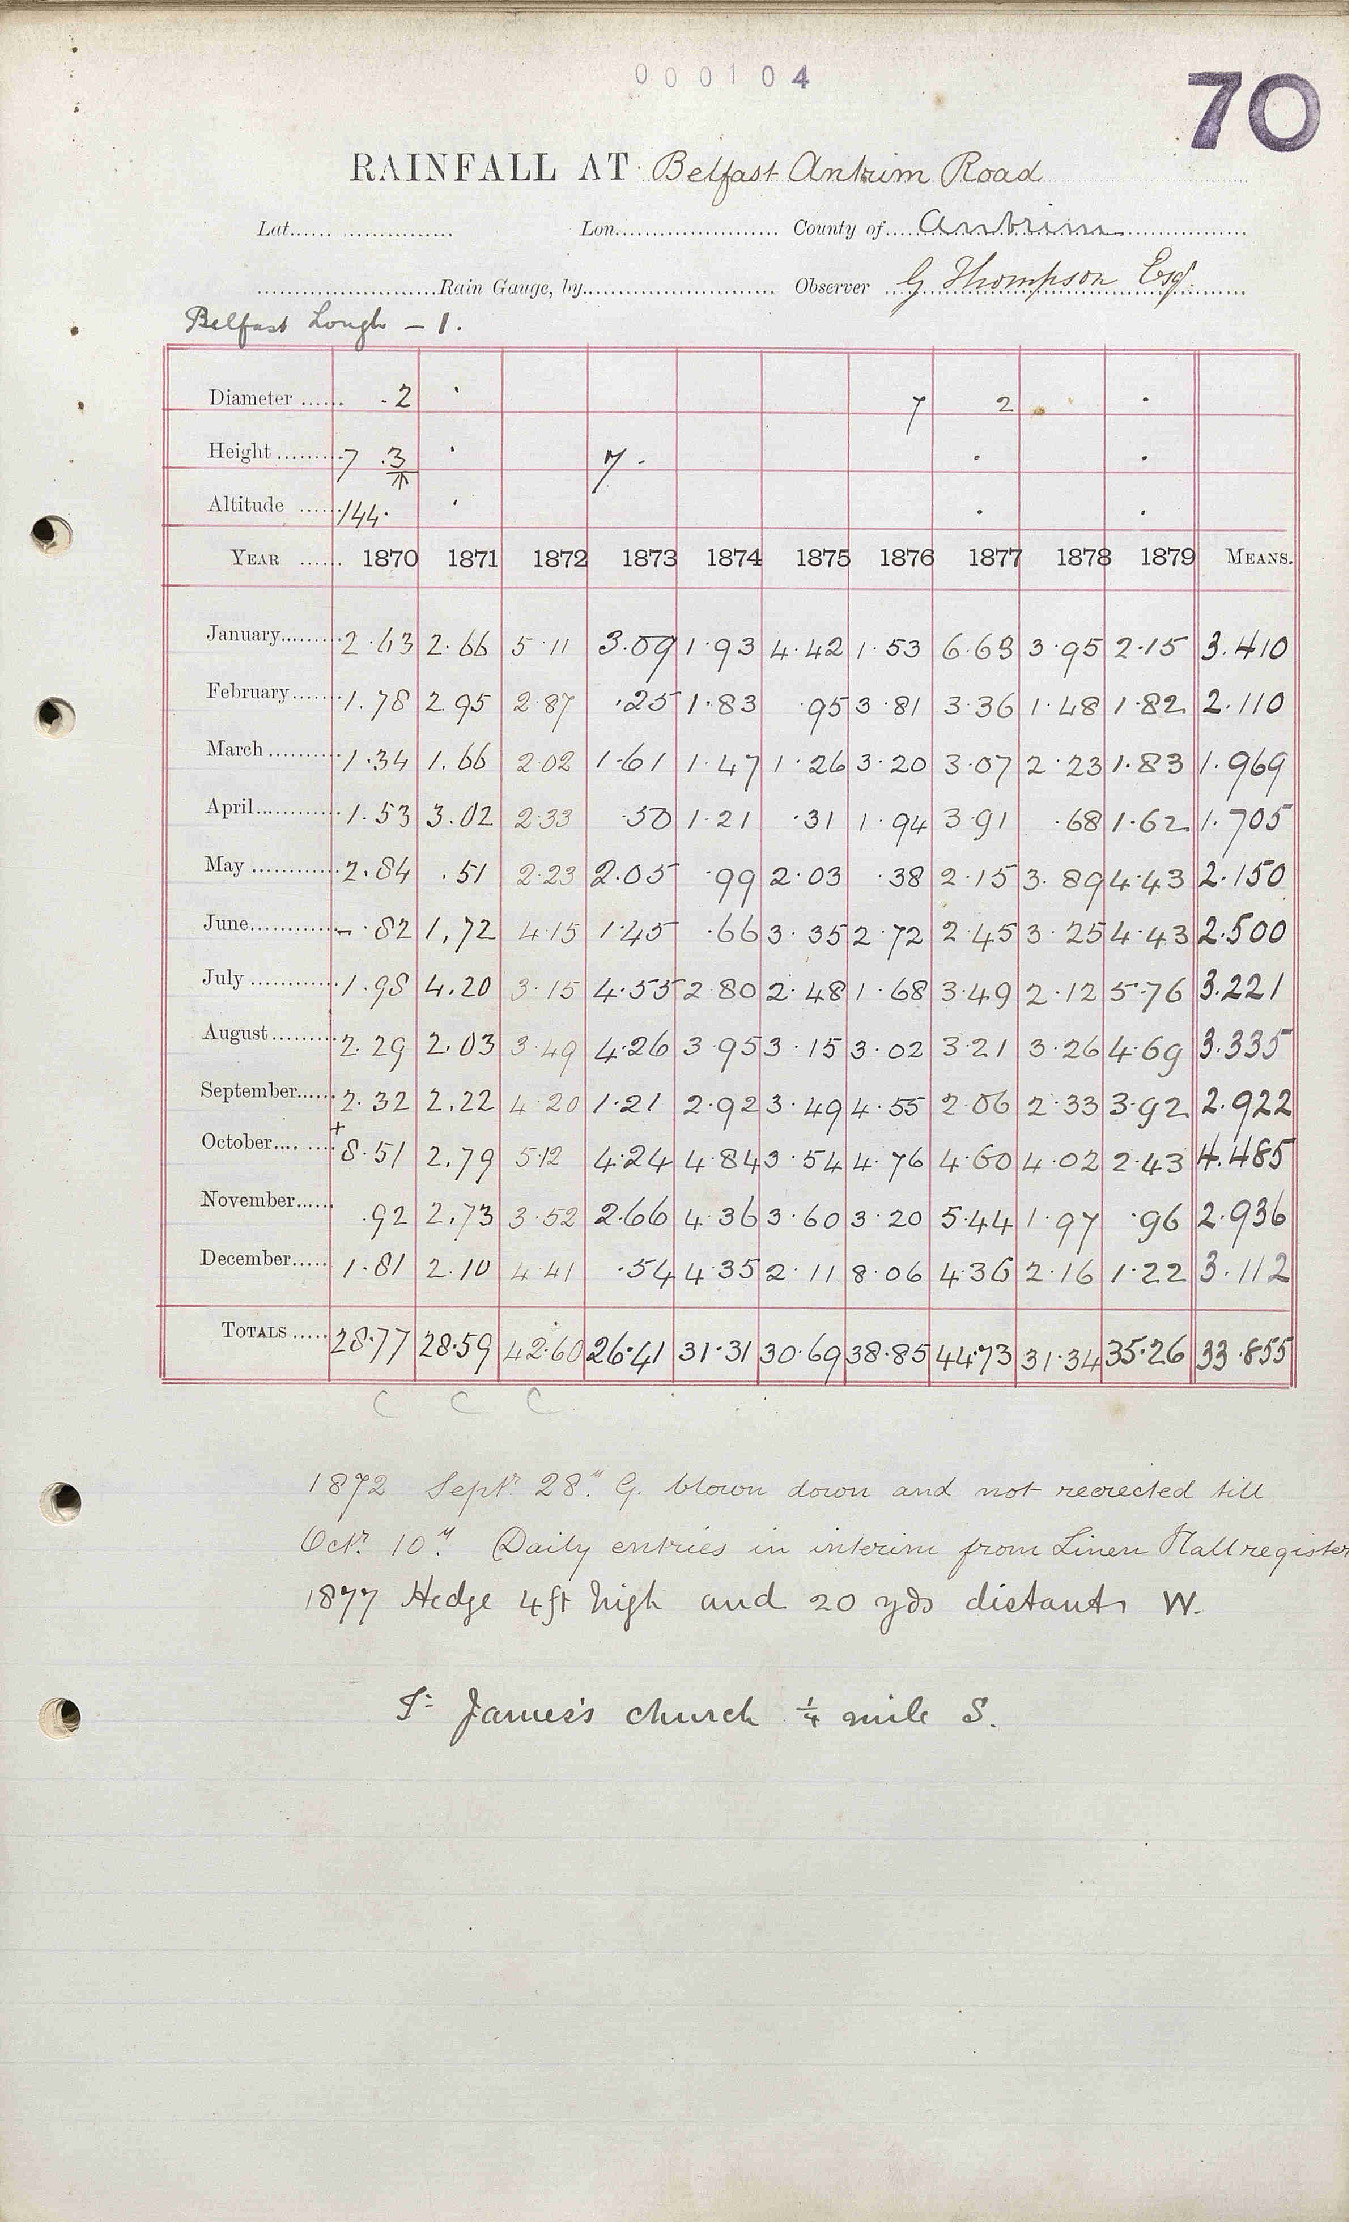 000104
70
RAINFALL AT Belfast Antrim Road
Lat. Lon. County of Antrim
Rain Gauge, by Observer G Thompson Esq
Belfast Lough - 1.
Diameter 2 7 2
Height 7 .3 7
Altitude 144
YEAR 1870 1871 1872 1873 1874 1875 1876 1877 1878 1879 MEANS.
January 2.63 2.66 5.11 3.09 1.93 4.42 1.53 6.63 3.95 2.15 3.410
February 1.78 2.95 2.87 .25 1.83 .95 3.81 3.36 1.48 1.82 2.110
March 1.34 1.66 2.02 1.61 1.47 1.26 3.20 3.07 2.23 1.83 1.969
April 1.53 3.02 2.33 .50 1.21 .31 1.94 3.91 .68 1.62 1.705
May 2.84 .51 2.23 2.05 .99 2.03 .38 2.15 3.89 4.43 2.150
June - .82 1.72 4.15 1.45 .66 3.35 2.72 2.45 3.25 4.43 2.500
July 1.98 4.20 3.15 4.55 2.80 2.48 1.68 3.49 2.12 5.76 3.221
August 2.29 2.03 3.49 4.26 3.95 3.15 3.02 3.21 3.26 4.69 3.335
September 2.32 2.22 4.20 1.21 2.92 3.49 4.55 2.06 2.33 3.92 2.922
October + 8.51 2.79 5.12 4.24 4.84 3.54 4.76 4.60 4.02 2.43 4.485
November .92 2.73 3.52 2.66 4.36 3.60 3.20 5.44 1.97 .96 2.936
December 1.81 2.10 4.41 .54 4.35 2.11 8.06 4.36 2.16 1.22 3.112
TOTALS 28.77 28.59 42.60 26.41 31.31 30.69 38.85 44.73 31.34 35.26 33.855
C C C
1872 Septr 28". G. blown down and not reerected till
Octr 10". Daily entries in interim from Linen Hall register
1877 Hedge 4ft high and 20 yds distant W.
St James's church ¼ mile S.